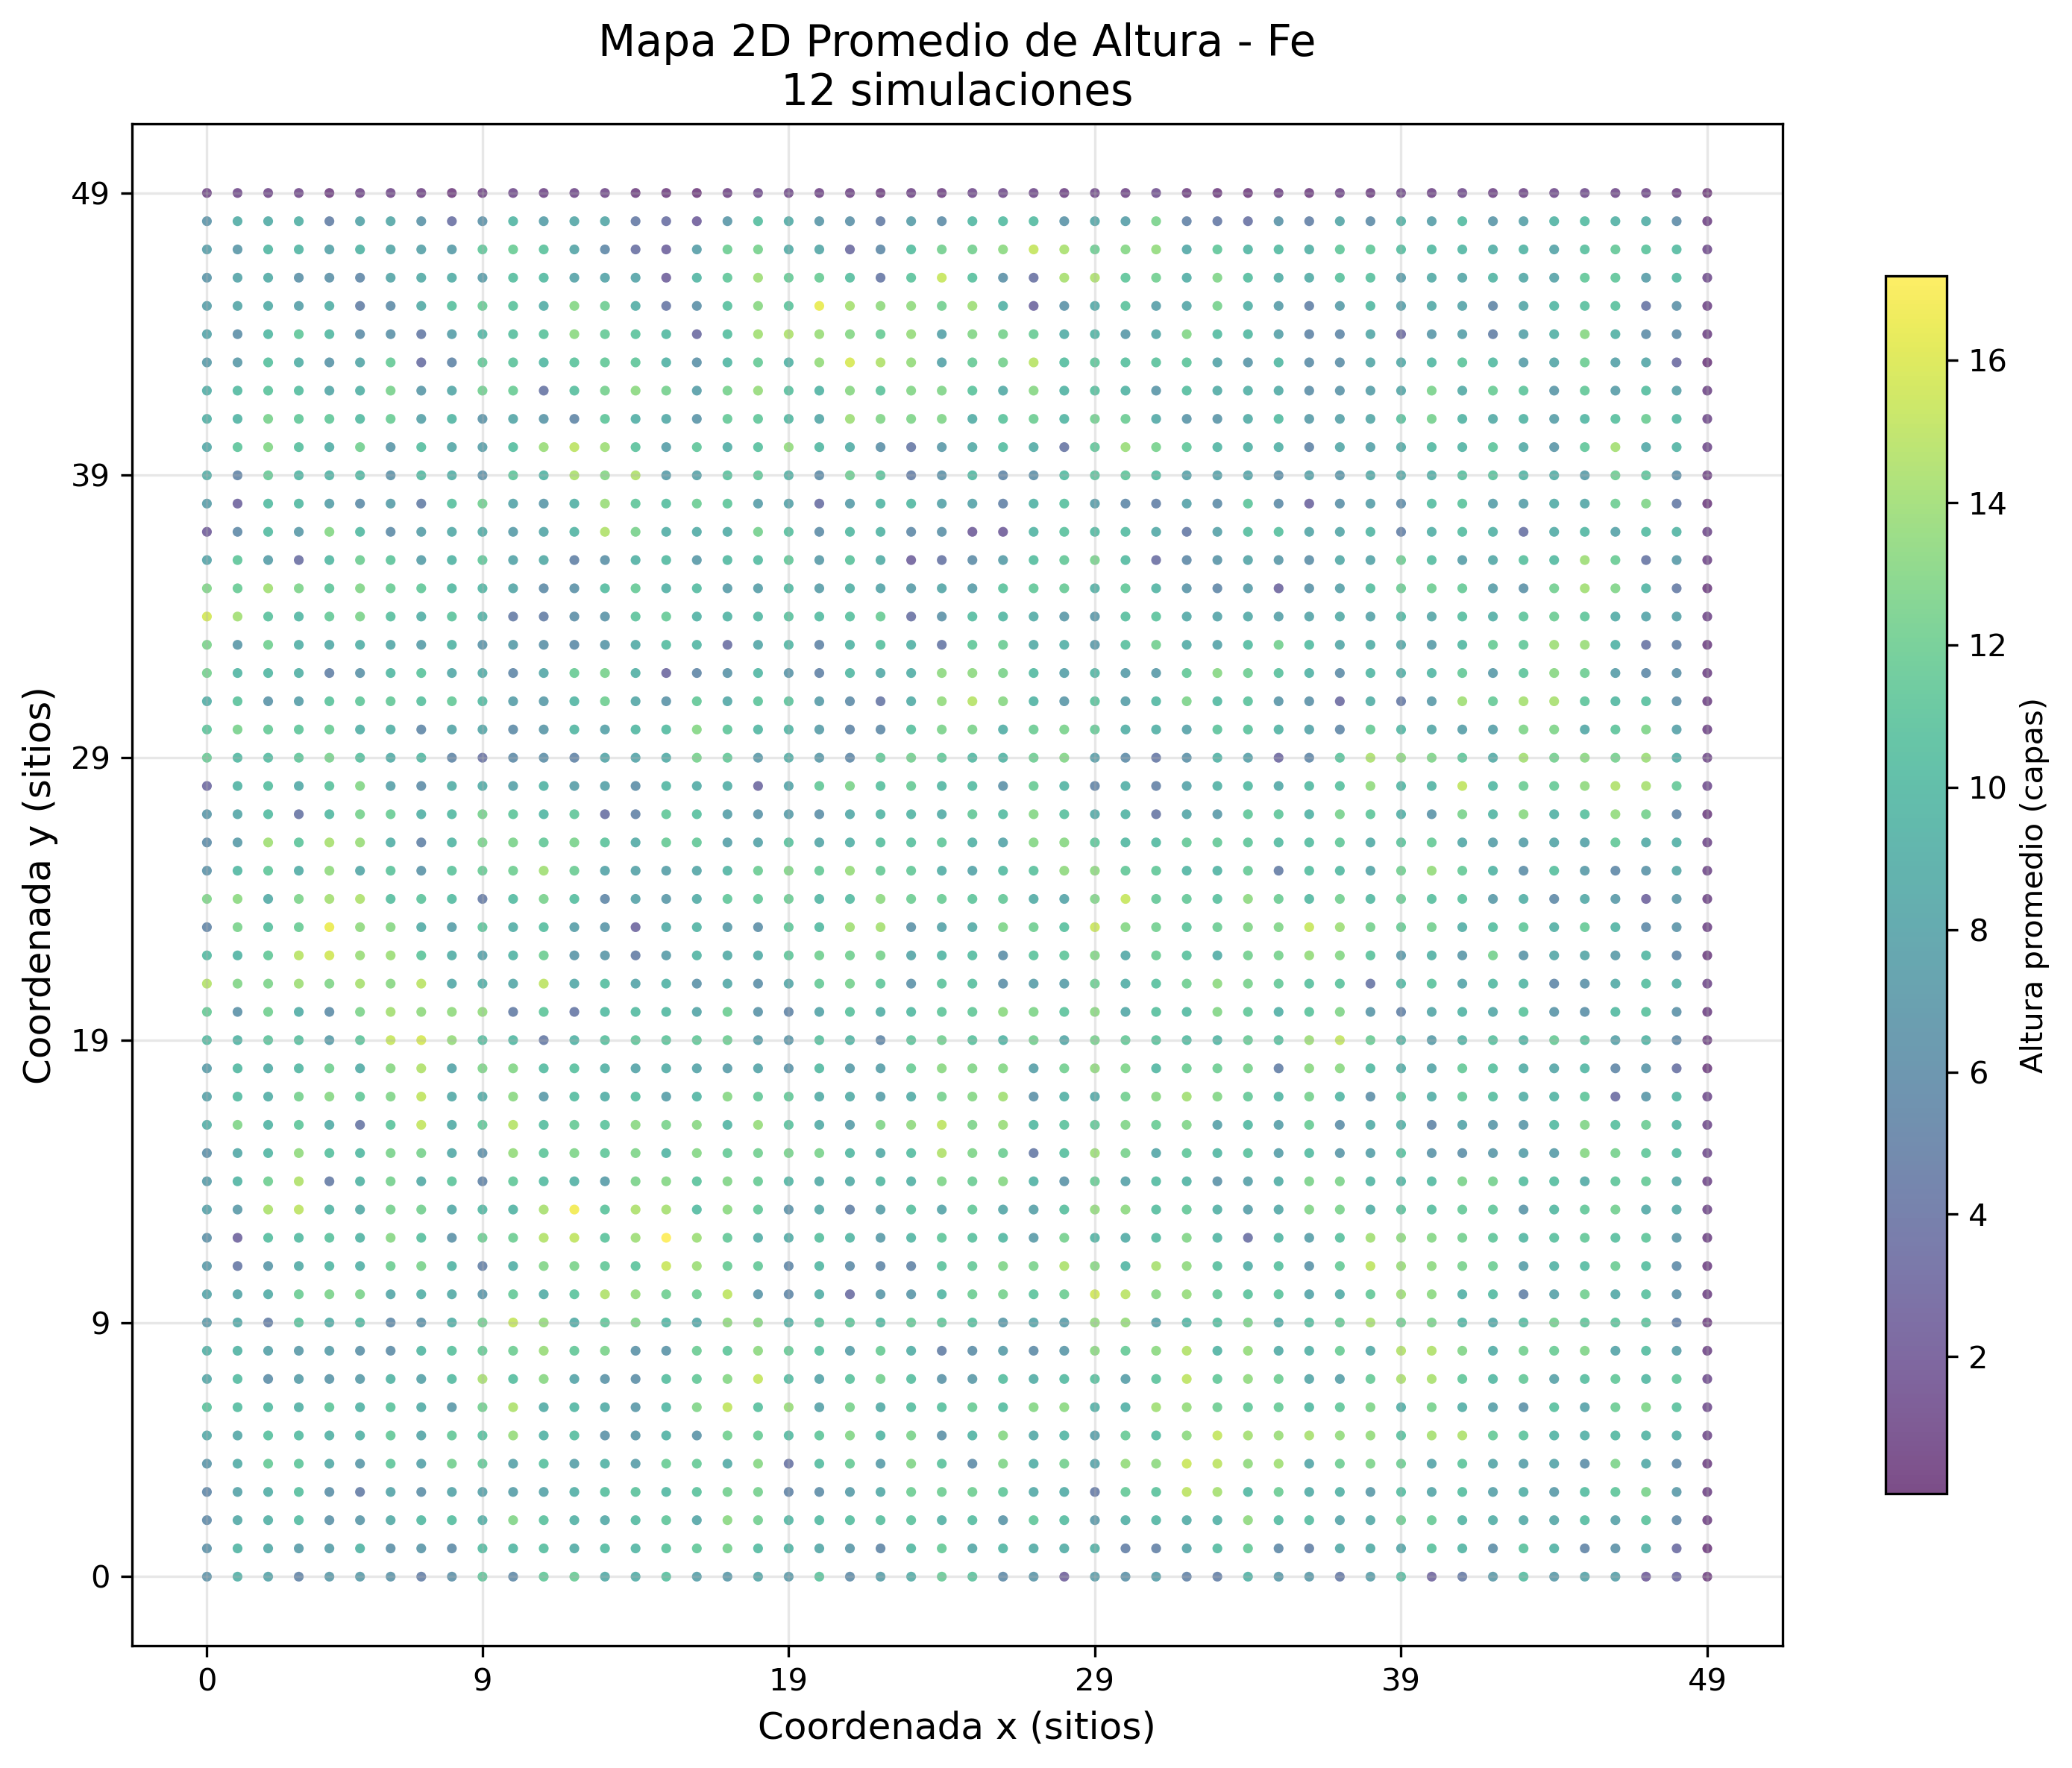 Mapa 2D Promedio de Altura - Fe
12 simulaciones
49
39
29
19
9
0
Coordenada y (sitios)
0 9 19 29 39 49
Coordenada x (sitios)
16
14
12
10
8
6
4
2
Altura promedio (capas)